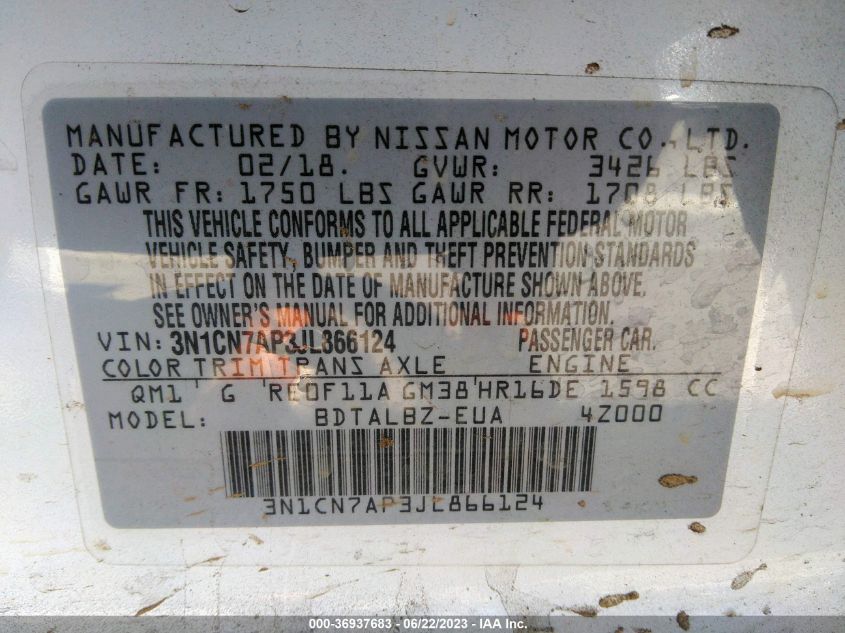 MANUFACTURED BY NISSAN MOTOR CO., LTD.
DATE: 02/18. GVWR: 3426 LBS
GAWR FR: 1750 LBS GAWR RR: 1708 LBS
THIS VEHICLE CONFORMS TO ALL APPLICABLE FEDERAL MOTOR
VEHICLE SAFETY, BUMPER AND THEFT PREVENTION STANDARDS
IN EFFECT ON THE DATE OF MANUFACTURE SHOWN ABOVE.
SEE OWNER'S MANUAL FOR ADDITIONAL INFORMATION.
VIN: 3N1CN7AP3JL866124 PASSENGER CAR.
COLOR TRIM TRANS AXLE ENGINE
QM1 G RE0F11A GM38 HR16DE 1598 CC
MODEL: BDTALBZ-EUA 4Z000
3N1CN7AP3JL866124
000-36937683 - 06/22/2023 - IAA Inc.